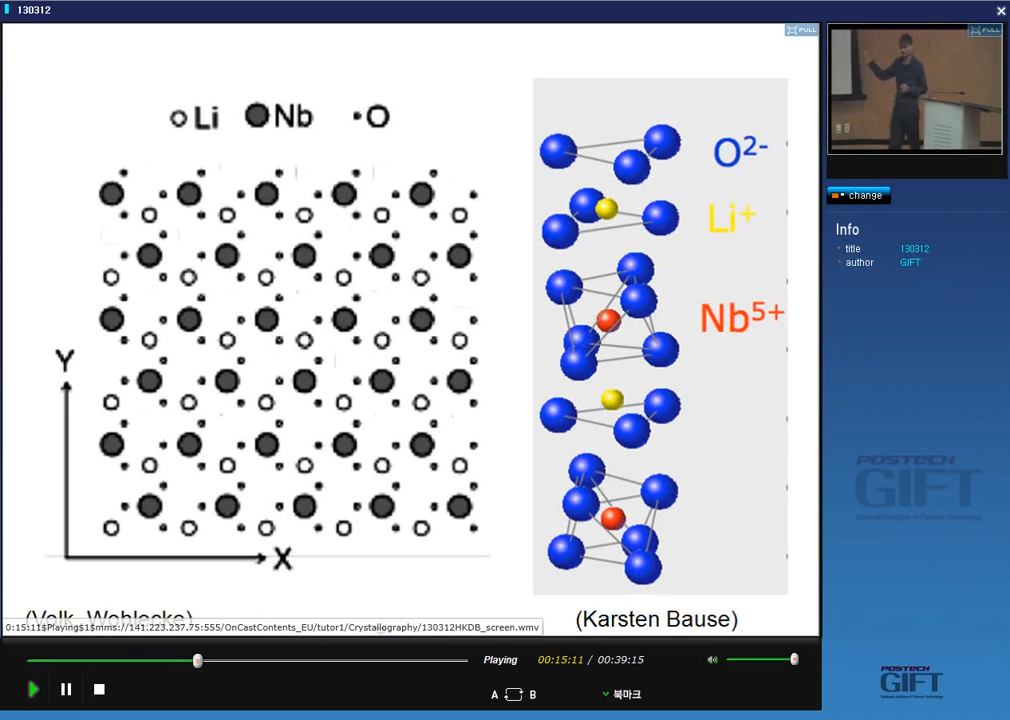 130312
FULL
FULL
Li Nb O
O²⁻
Li⁺
Nb⁵⁺
Y
X
(Volk, Wohlecke)
(Karsten Bause)
0:15:11$Playing$1$mms://141.223.237.75:555/OnCastContents_EU/tutor1/Crystallography/130312HKDB_screen.wmv
change
Info
title 130312
author GIFT
POSTECH
GIFT
Playing 00:15:11 / 00:39:15
A B 북마크
POSTECH
GIFT